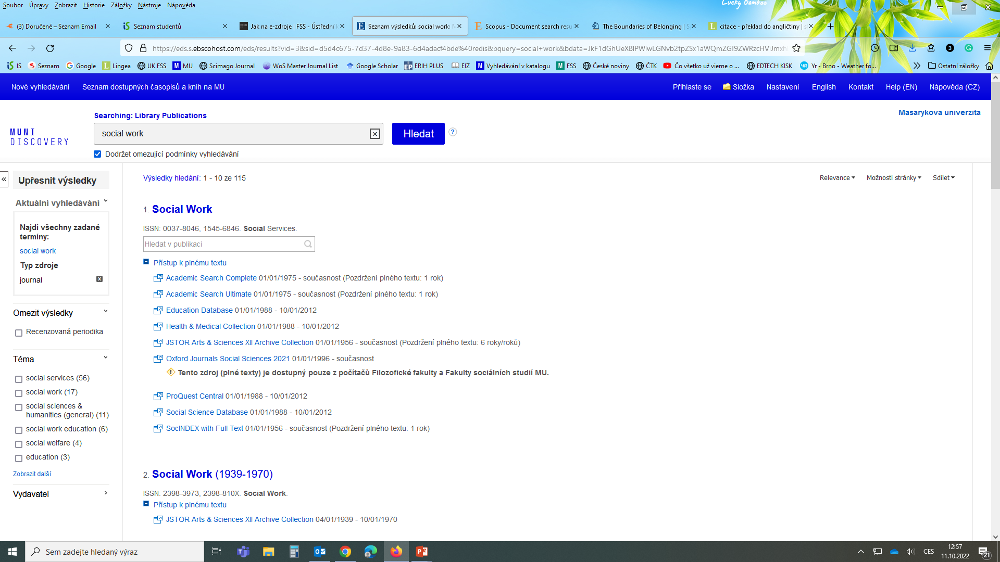 Soubor Úpravy Zobrazit Historie Záložky Nástroje Nápověda
Lucky Bamboo
(3) Doručené – Seznam Email
Seznam studentů
Jak na e-zdroje | FSS - Ústřední k
Seznam výsledků: social work: M
Scopus - Document search resu
The Boundaries of Belonging | S
citace - překlad do angličtiny | s
https://eds.s.ebscohost.com/eds/results?vid=3&sid=d5d4c675-7d37-4d8e-9a83-6d4adacf4bde%40redis&bquery=social+work&bdata=
3
IS Seznam Google Lingea UK FSS MU Scimago Journal WoS Master Journal List Google Scholar ERIH PLUS EIZ Vyhledávání v katalogu FSS České noviny ČTK Čo všetko už vieme o ... EDTECH KISK Yr - Brno - Weather fo... Ostatní záložky
Nové vyhledávání Seznam dostupných časopisů a knih na MU Přihlaste se Složka Nastavení English Kontakt Help (EN) Nápověda (CZ)
Searching: Library Publications
Masarykova univerzita
MUNI
DISCOVERY
social work
Hledat
?
Dodržet omezující podmínky vyhledávání
«
Upřesnit výsledky
Aktuální vyhledávání
Najdi všechny zadané
termíny:
social work
Typ zdroje
journal
Omezit výsledky
Recenzovaná periodika
Téma
social services (56)
social work (17)
social sciences &
humanities (general) (11)
social work education (6)
social welfare (4)
education (3)
Zobrazit další
Vydavatel
Výsledky hledání: 1 - 10 ze 115
Relevance Možnosti stránky Sdílet
1. Social Work
ISSN: 0037-8046, 1545-6846. Social Services.
Hledat v publikaci
Přístup k plnému textu
Academic Search Complete 01/01/1975 - současnost (Pozdržení plného textu: 1 rok)
Academic Search Ultimate 01/01/1975 - současnost (Pozdržení plného textu: 1 rok)
Education Database 01/01/1988 - 10/01/2012
Health & Medical Collection 01/01/1988 - 10/01/2012
JSTOR Arts & Sciences XII Archive Collection 01/01/1956 - současnost (Pozdržení plného textu: 6 roky/roků)
Oxford Journals Social Sciences 2021 01/01/1996 - současnost
Tento zdroj (plné texty) je dostupný pouze z počítačů Filozofické fakulty a Fakulty sociálních studií MU.
ProQuest Central 01/01/1988 - 10/01/2012
Social Science Database 01/01/1988 - 10/01/2012
SocINDEX with Full Text 01/01/1956 - současnost (Pozdržení plného textu: 1 rok)
2. Social Work (1939-1970)
ISSN: 2398-3973, 2398-810X. Social Work.
Přístup k plnému textu
JSTOR Arts & Sciences XII Archive Collection 04/01/1939 - 10/01/1970
Sem zadejte hledaný výraz
CES
12:57
11.10.2022
21